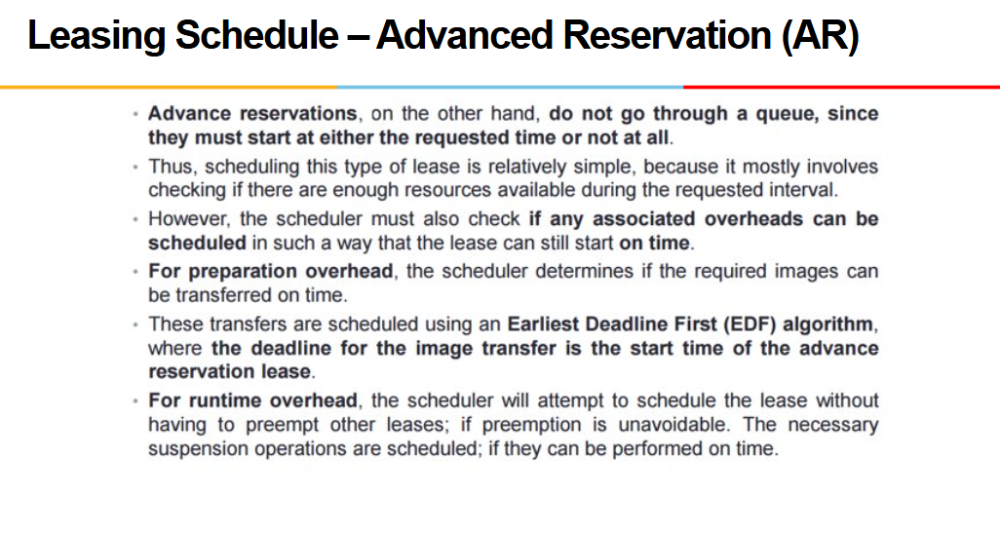 Leasing Schedule – Advanced Reservation (AR)
• Advance reservations, on the other hand, do not go through a queue, since
they must start at either the requested time or not at all.
• Thus, scheduling this type of lease is relatively simple, because it mostly involves
checking if there are enough resources available during the requested interval.
• However, the scheduler must also check if any associated overheads can be
scheduled in such a way that the lease can still start on time.
• For preparation overhead, the scheduler determines if the required images can
be transferred on time.
• These transfers are scheduled using an Earliest Deadline First (EDF) algorithm,
where the deadline for the image transfer is the start time of the advance
reservation lease.
• For runtime overhead, the scheduler will attempt to schedule the lease without
having to preempt other leases; if preemption is unavoidable. The necessary
suspension operations are scheduled; if they can be performed on time.